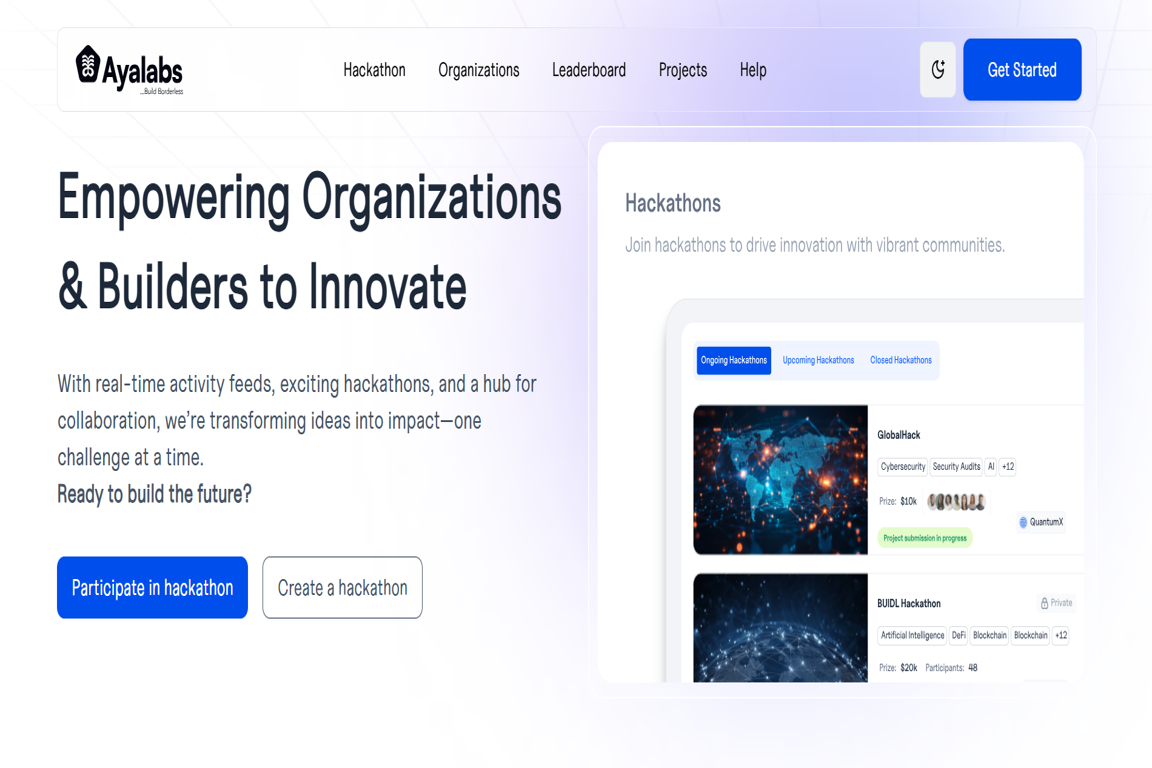 Ayalabs
...Build Borderless
Hackathon
Organizations
Leaderboard
Projects
Help
Get Started
Empowering Organizations
& Builders to Innovate
With real-time activity feeds, exciting hackathons, and a hub for
collaboration, we’re transforming ideas into impact—one
challenge at a time.
Ready to build the future?
Participate in hackathon
Create a hackathon
Hackathons
Join hackathons to drive innovation with vibrant communities.
Ongoing Hackathons
Upcoming Hackathons
Closed Hackathons
GlobalHack
Cybersecurity
Security Audits
AI
+12
Prize: $10k
QuantumX
Project submission in progress
BUIDL Hackathon
Private
Artificial Intelligence
DeFi
Blockchain
Blockchain
+12
Prize: $20k
Participants: 48